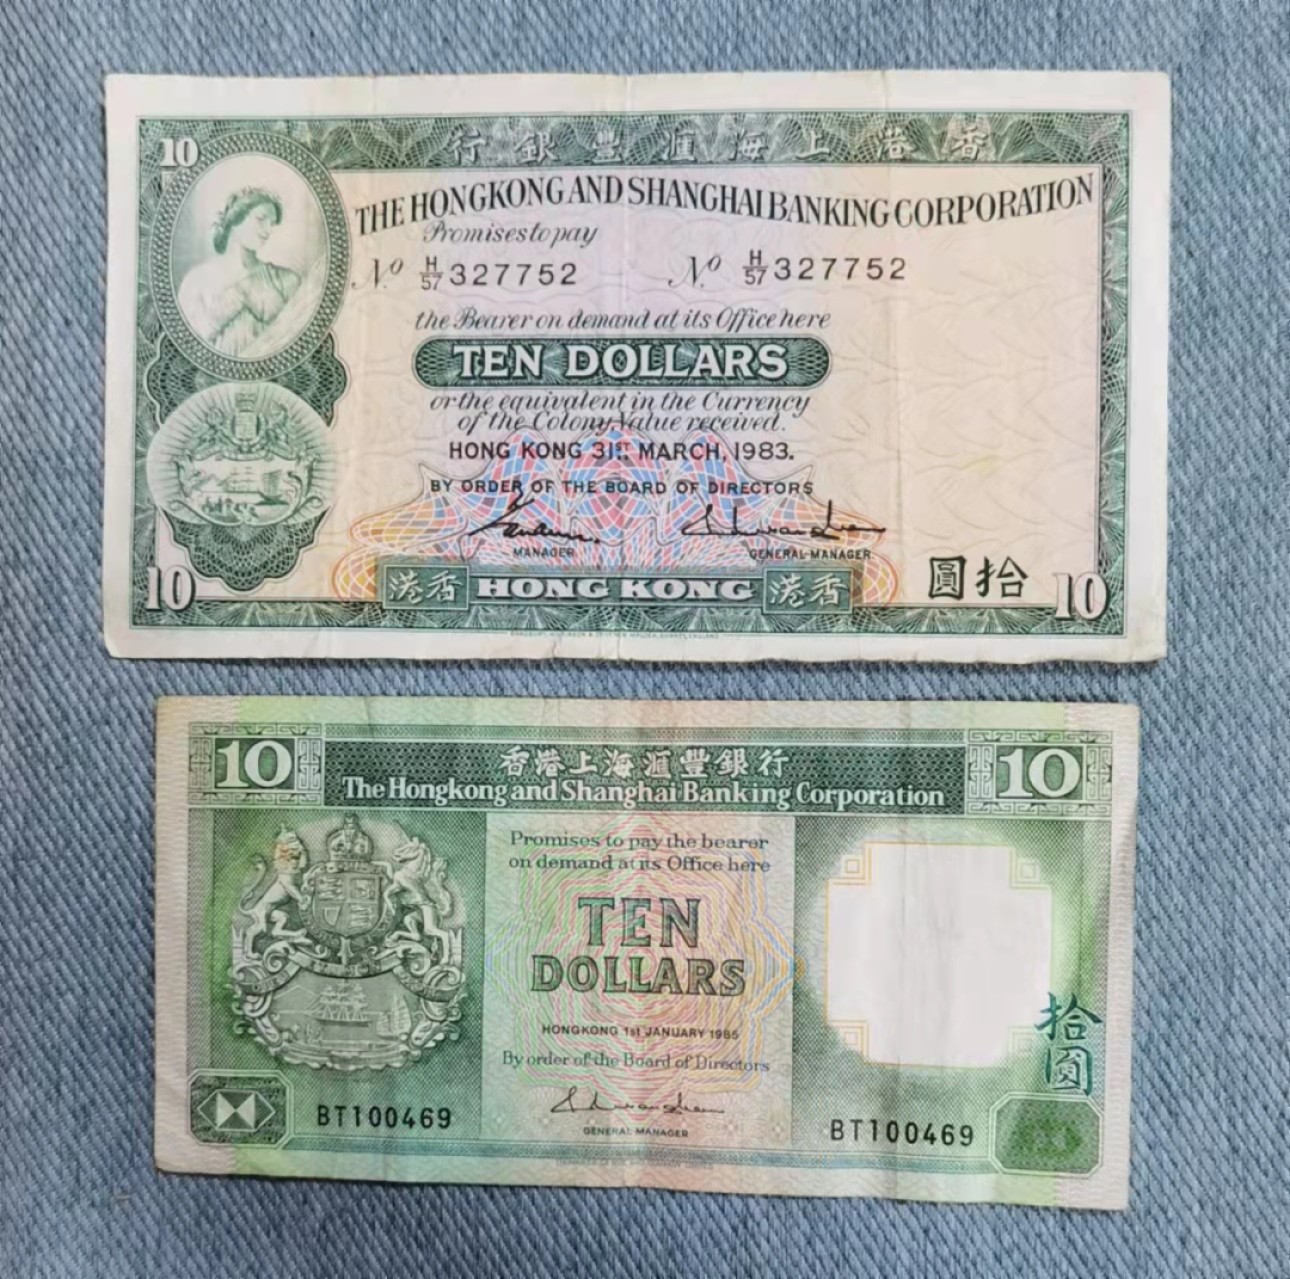 10
行銀豐滙海上港香
THE HONGKONG AND SHANGHAI BANKING CORPORATION
Promises to pay
No. H/57 327752 No. H/57 327752
the Bearer on demand at its Office here
TEN DOLLARS
or the equivalent in the Currency
of the Colony, Value received.
HONG KONG 31ST MARCH, 1983.
BY ORDER OF THE BOARD OF DIRECTORS
MANAGER GENERAL MANAGER
10 港香 HONG KONG 港香 圓拾 10
10 香港上海滙豐銀行 10
The Hongkong and Shanghai Banking Corporation
Promises to pay the bearer
on demand at its Office here
TEN
DOLLARS
HONGKONG 1st JANUARY 1985
拾圓
By order of the Board of Directors
BT100469 BT100469
GENERAL MANAGER